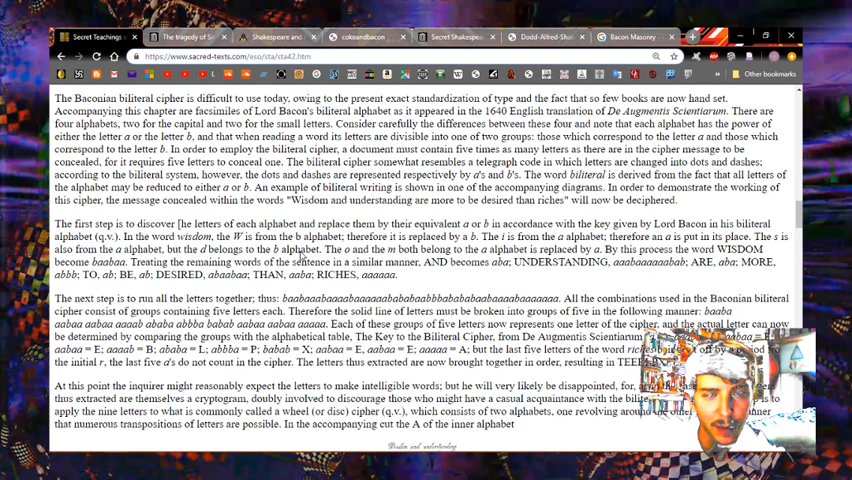 Secret Teachings o
The tragedy of Sir
Shakespeare and
cokeandbacon
Secret Shakespea
Dodd-Alfred-Shak
Bacon Masonry -
https://www.sacred-texts.com/eso/sta/sta42.htm
The Baconian biliteral cipher is difficult to use today, owing to the present exact standardization of type and the fact that so few books are now hand set.
Accompanying this chapter are facsimiles of Lord Bacon's biliteral alphabet as it appeared in the 1640 English translation of De Augmentis Scientiarum. There are
four alphabets, two for the capital and two for the small letters. Consider carefully the differences between these four and note that each alphabet has the power of
either the letter a or the letter b, and that when reading a word its letters are divisible into one of two groups: those which correspond to the letter a and those which
correspond to the letter b. In order to employ the biliteral cipher, a document must contain five times as many letters as there are in the cipher message to be
concealed, for it requires five letters to conceal one. The biliteral cipher somewhat resembles a telegraph code in which letters are changed into dots and dashes;
according to the biliteral system, however, the dots and dashes are represented respectively by a's and b's. The word biliteral is derived from the fact that all letters of
the alphabet may be reduced to either a or b. An example of biliteral writing is shown in one of the accompanying diagrams. In order to demonstrate the working of
this cipher, the message concealed within the words "Wisdom and understanding are more to be desired than riches" will now be deciphered.
The first step is to discover [he letters of each alphabet and replace them by their equivalent a or b in accordance with the key given by Lord Bacon in his biliteral
alphabet (q.v.). In the word wisdom, the W is from the b alphabet; therefore it is replaced by a b. The i is from the a alphabet; therefore an a is put in its place. The s is
also from the a alphabet, but the d belongs to the b alphabet. The o and the m both belong to the a alphabet is replaced by a. By this process the word WISDOM
become baabaa. Treating the remaining words of the sentence in a similar manner, AND becomes aba; UNDERSTANDING, aaabaaaaaabab; ARE, aba; MORE,
abbb; TO, ab; BE, ab; DESIRED, abaabaa; THAN, aaba; RICHES, aaaaaa.
The next step is to run all the letters together; thus:
All the combinations used in the Baconian biliteral
cipher consist of groups containing five letters each. Therefore the solid line of letters must be broken into groups of five in the following manner: baaba
aabaa aabaa aaaab ababa abbba babab aabaa aabaa aaaaa. Each of these groups of five letters now represents one letter of the cipher, and the actual letter can now
be determined by comparing the groups with the alphabetical table, The Key to the Biliteral Cipher, from De Augmentis Scientiarum
aabaa = E; aaaab = B; ababa = L; abbba = P; babab = X; aabaa = E; aabaa = E; aaaaa = A; but the last five letters of the word riches
off by a period from
the initial r, the last five a's do not count in the cipher. The letters thus extracted are now brought together in order, resulting in
At this point the inquirer might reasonably expect the letters to make intelligible words; but he will very likely be disappointed, for,
thus extracted are themselves a cryptogram, doubly involved to discourage those who might have a casual acquaintance with the
apply the nine letters to what is commonly called a wheel (or disc) cipher (q.v.), which consists of two alphabets, one revolving around
that numerous transpositions of letters are possible. In the accompanying cut the A of the inner alphabet
Wisdom and understanding